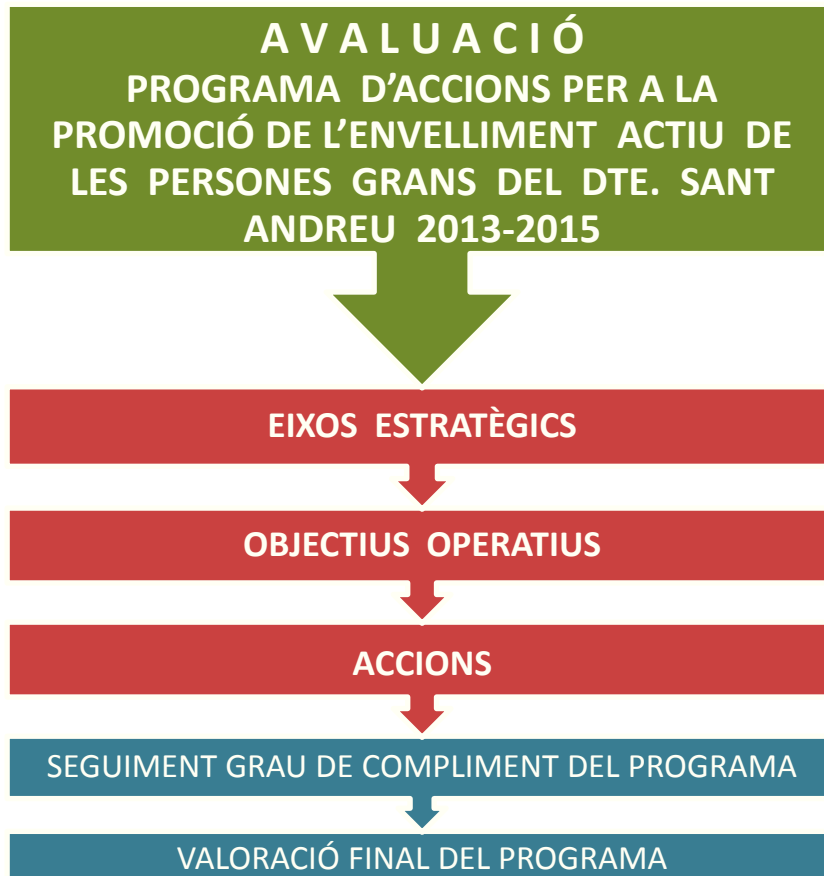 A V A L U A C I Ó
PROGRAMA D'ACCIONS PER A LA
PROMOCIÓ DE L'ENVELLIMENT ACTIU DE
LES PERSONES GRANS DEL DTE. SANT
ANDREU 2013-2015
EIXOS ESTRATÈGICS
OBJECTIUS OPERATIUS
ACCIONS
SEGUIMENT GRAU DE COMPLIMENT DEL PROGRAMA
VALORACIÓ FINAL DEL PROGRAMA